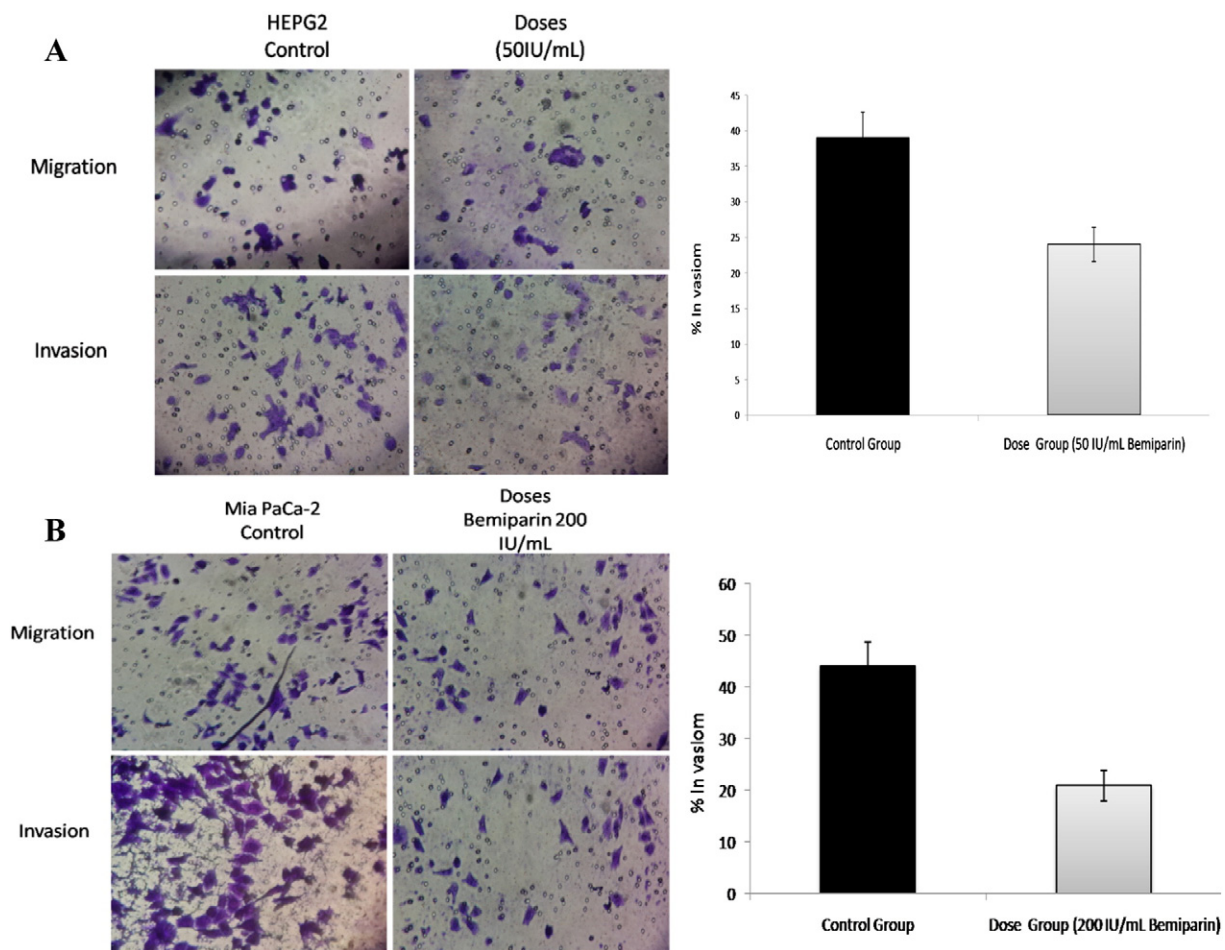 A
HEPG2
Control
Doses
(50IU/mL)
Migration
Invasion
45
40
35
30
25
20
15
10
5
0
% In vasiom
Control Group
Dose Group (50 IU/mL Bemiparin)
B
Mia PaCa-2
Control
Doses
Bemiparin 200
IU/mL
Migration
Invasion
60
50
40
30
20
10
0
% In vasiom
Control Group
Dose Group (200 IU/mL Bemiparin)